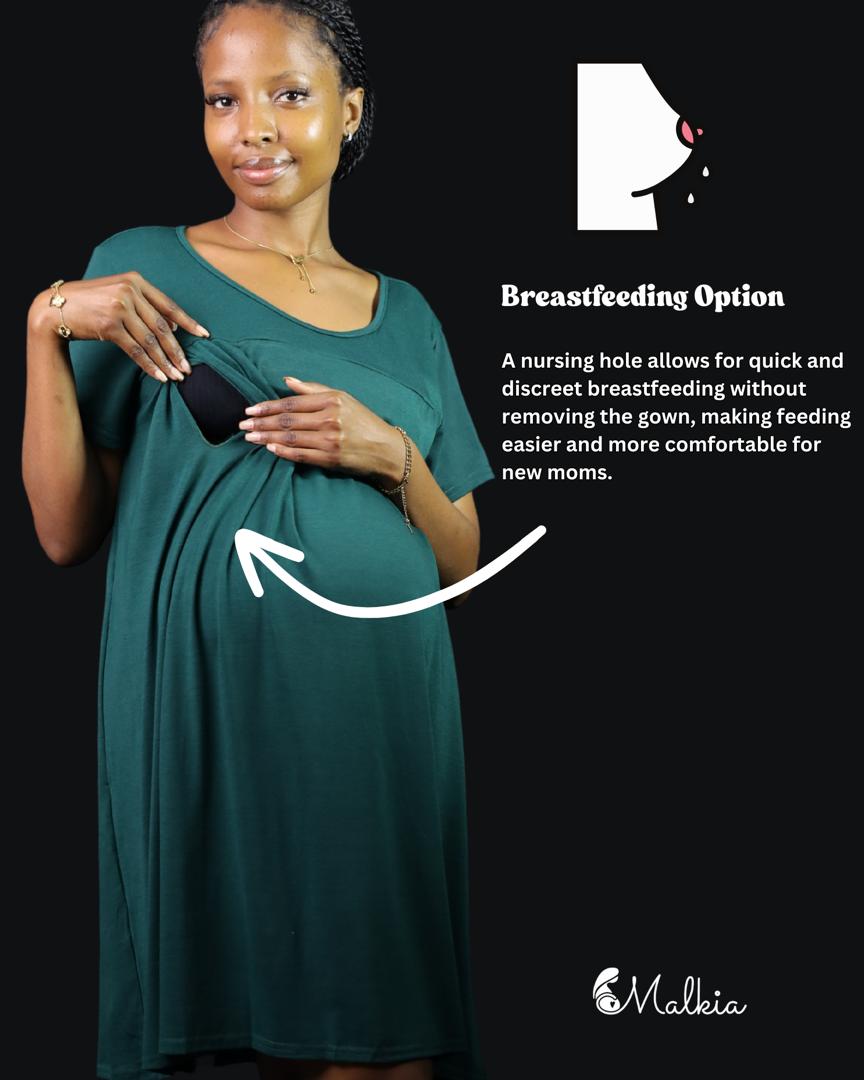 Breastfeeding Option
A nursing hole allows for quick and
discreet breastfeeding without
removing the gown, making feeding
easier and more comfortable for
new moms.
Malkia